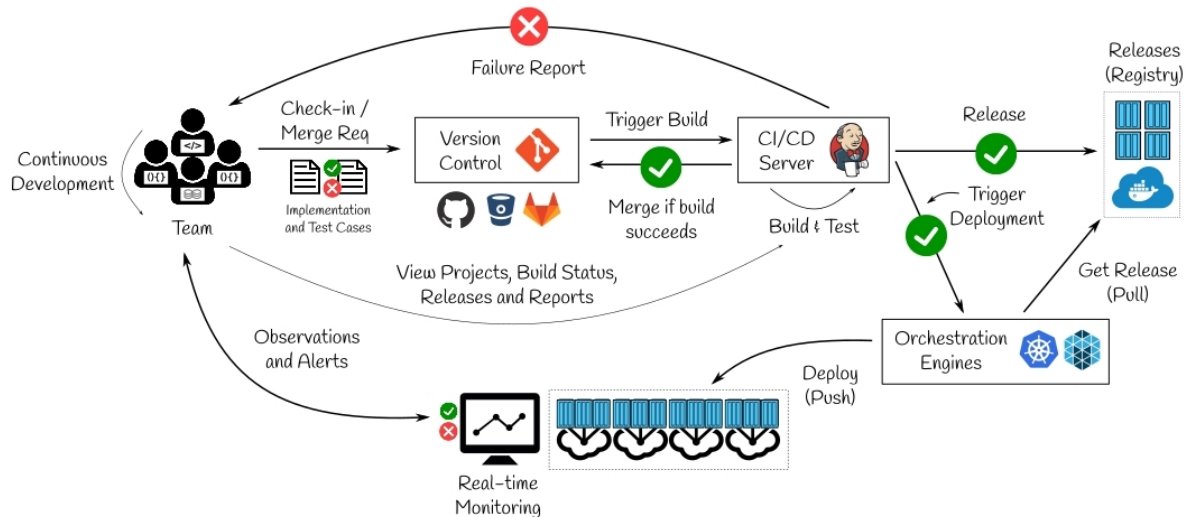 Failure Report
Releases
(Registry)
Check-in /
Merge Req
Version
Control
Trigger Build
CI/CD
Server
Release
Continuous
Development
</>
(){}
(){}
Team
Implementation
and Test Cases
Merge if build
succeeds
Build & Test
Trigger
Deployment
View Projects, Build Status,
Releases and Reports
Get Release
(Pull)
Observations
and Alerts
Orchestration
Engines
Deploy
(Push)
Real-time
Monitoring